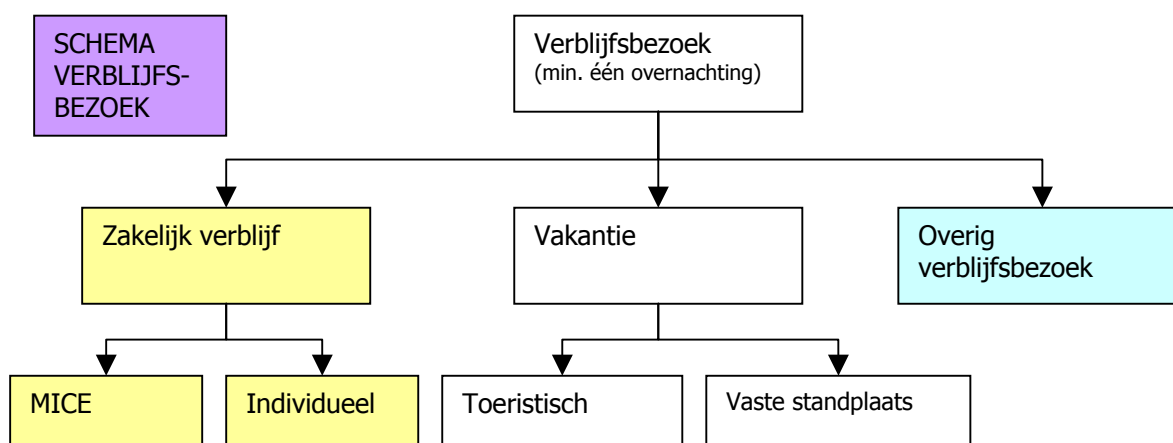 SCHEMA
VERBLIJFS-
BEZOEK
Verblijfsbezoek
(min. één overnachting)
Zakelijk verblijf
Vakantie
Overig
verblijfsbezoek
MICE
Individueel
Toeristisch
Vaste standplaats